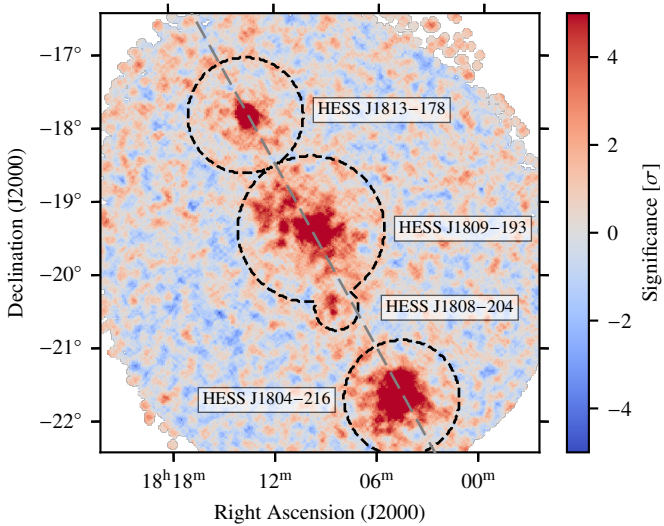 −17°
−18°
−19°
−20°
−21°
−22°
Declination (J2000)
HESS J1813−178
HESS J1809−193
HESS J1808−204
HESS J1804−216
18ʰ18ᵐ
12ᵐ
06ᵐ
00ᵐ
Right Ascension (J2000)
4
2
0
−2
−4
Significance [σ]